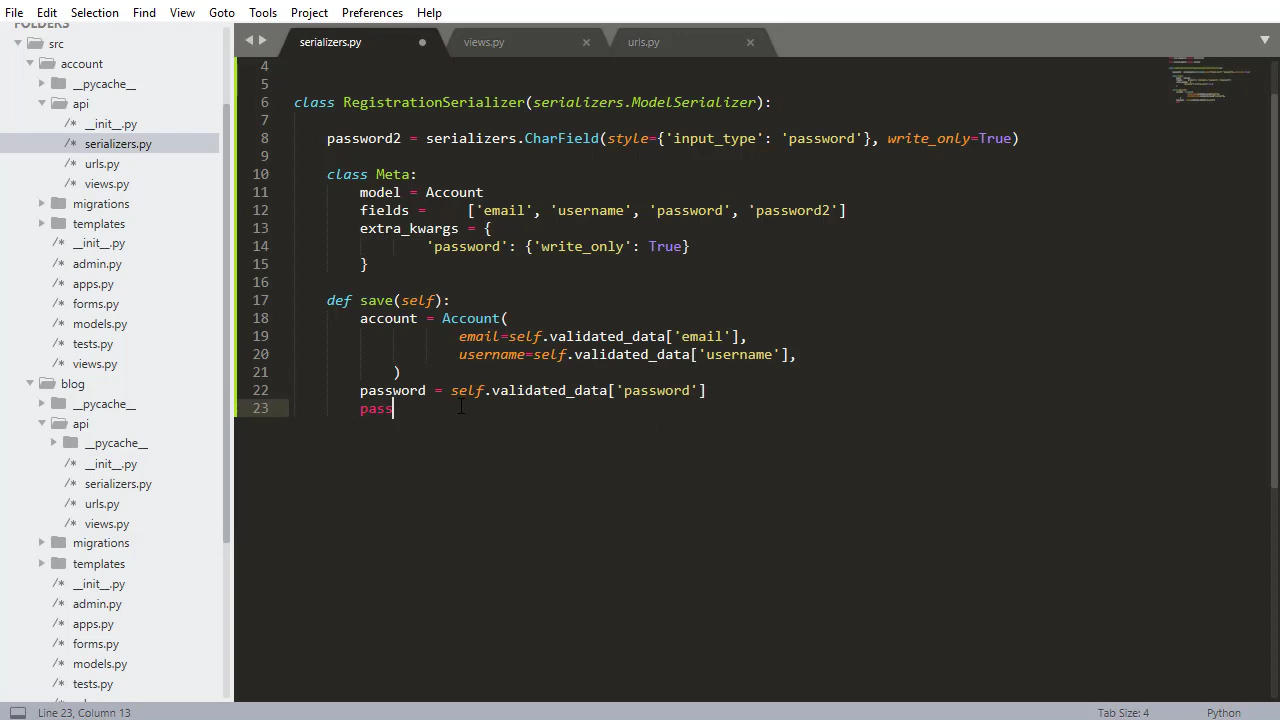 File Edit Selection Find View Goto Tools Project Preferences Help
FOLDERS
src
account
__pycache__
api
/* __init__.py
/* serializers.py
/* urls.py
/* views.py
migrations
templates
/* __init__.py
/* admin.py
/* apps.py
/* forms.py
/* models.py
/* tests.py
/* views.py
blog
__pycache__
api
__pycache__
/* __init__.py
/* serializers.py
/* urls.py
/* views.py
migrations
templates
/* __init__.py
/* admin.py
/* apps.py
/* forms.py
/* models.py
/* tests.py
serializers.py views.py urls.py
4
5
6 class RegistrationSerializer(serializers.ModelSerializer):
7
8 password2 = serializers.CharField(style={'input_type': 'password'}, write_only=True)
9
10 class Meta:
11 model = Account
12 fields = ['email', 'username', 'password', 'password2']
13 extra_kwargs = {
14 'password': {'write_only': True}
15 }
16
17 def save(self):
18 account = Account(
19 email=self.validated_data['email'],
20 username=self.validated_data['username'],
21 )
22 password = self.validated_data['password']
23 pass
Line 23, Column 13 Tab Size: 4 Python